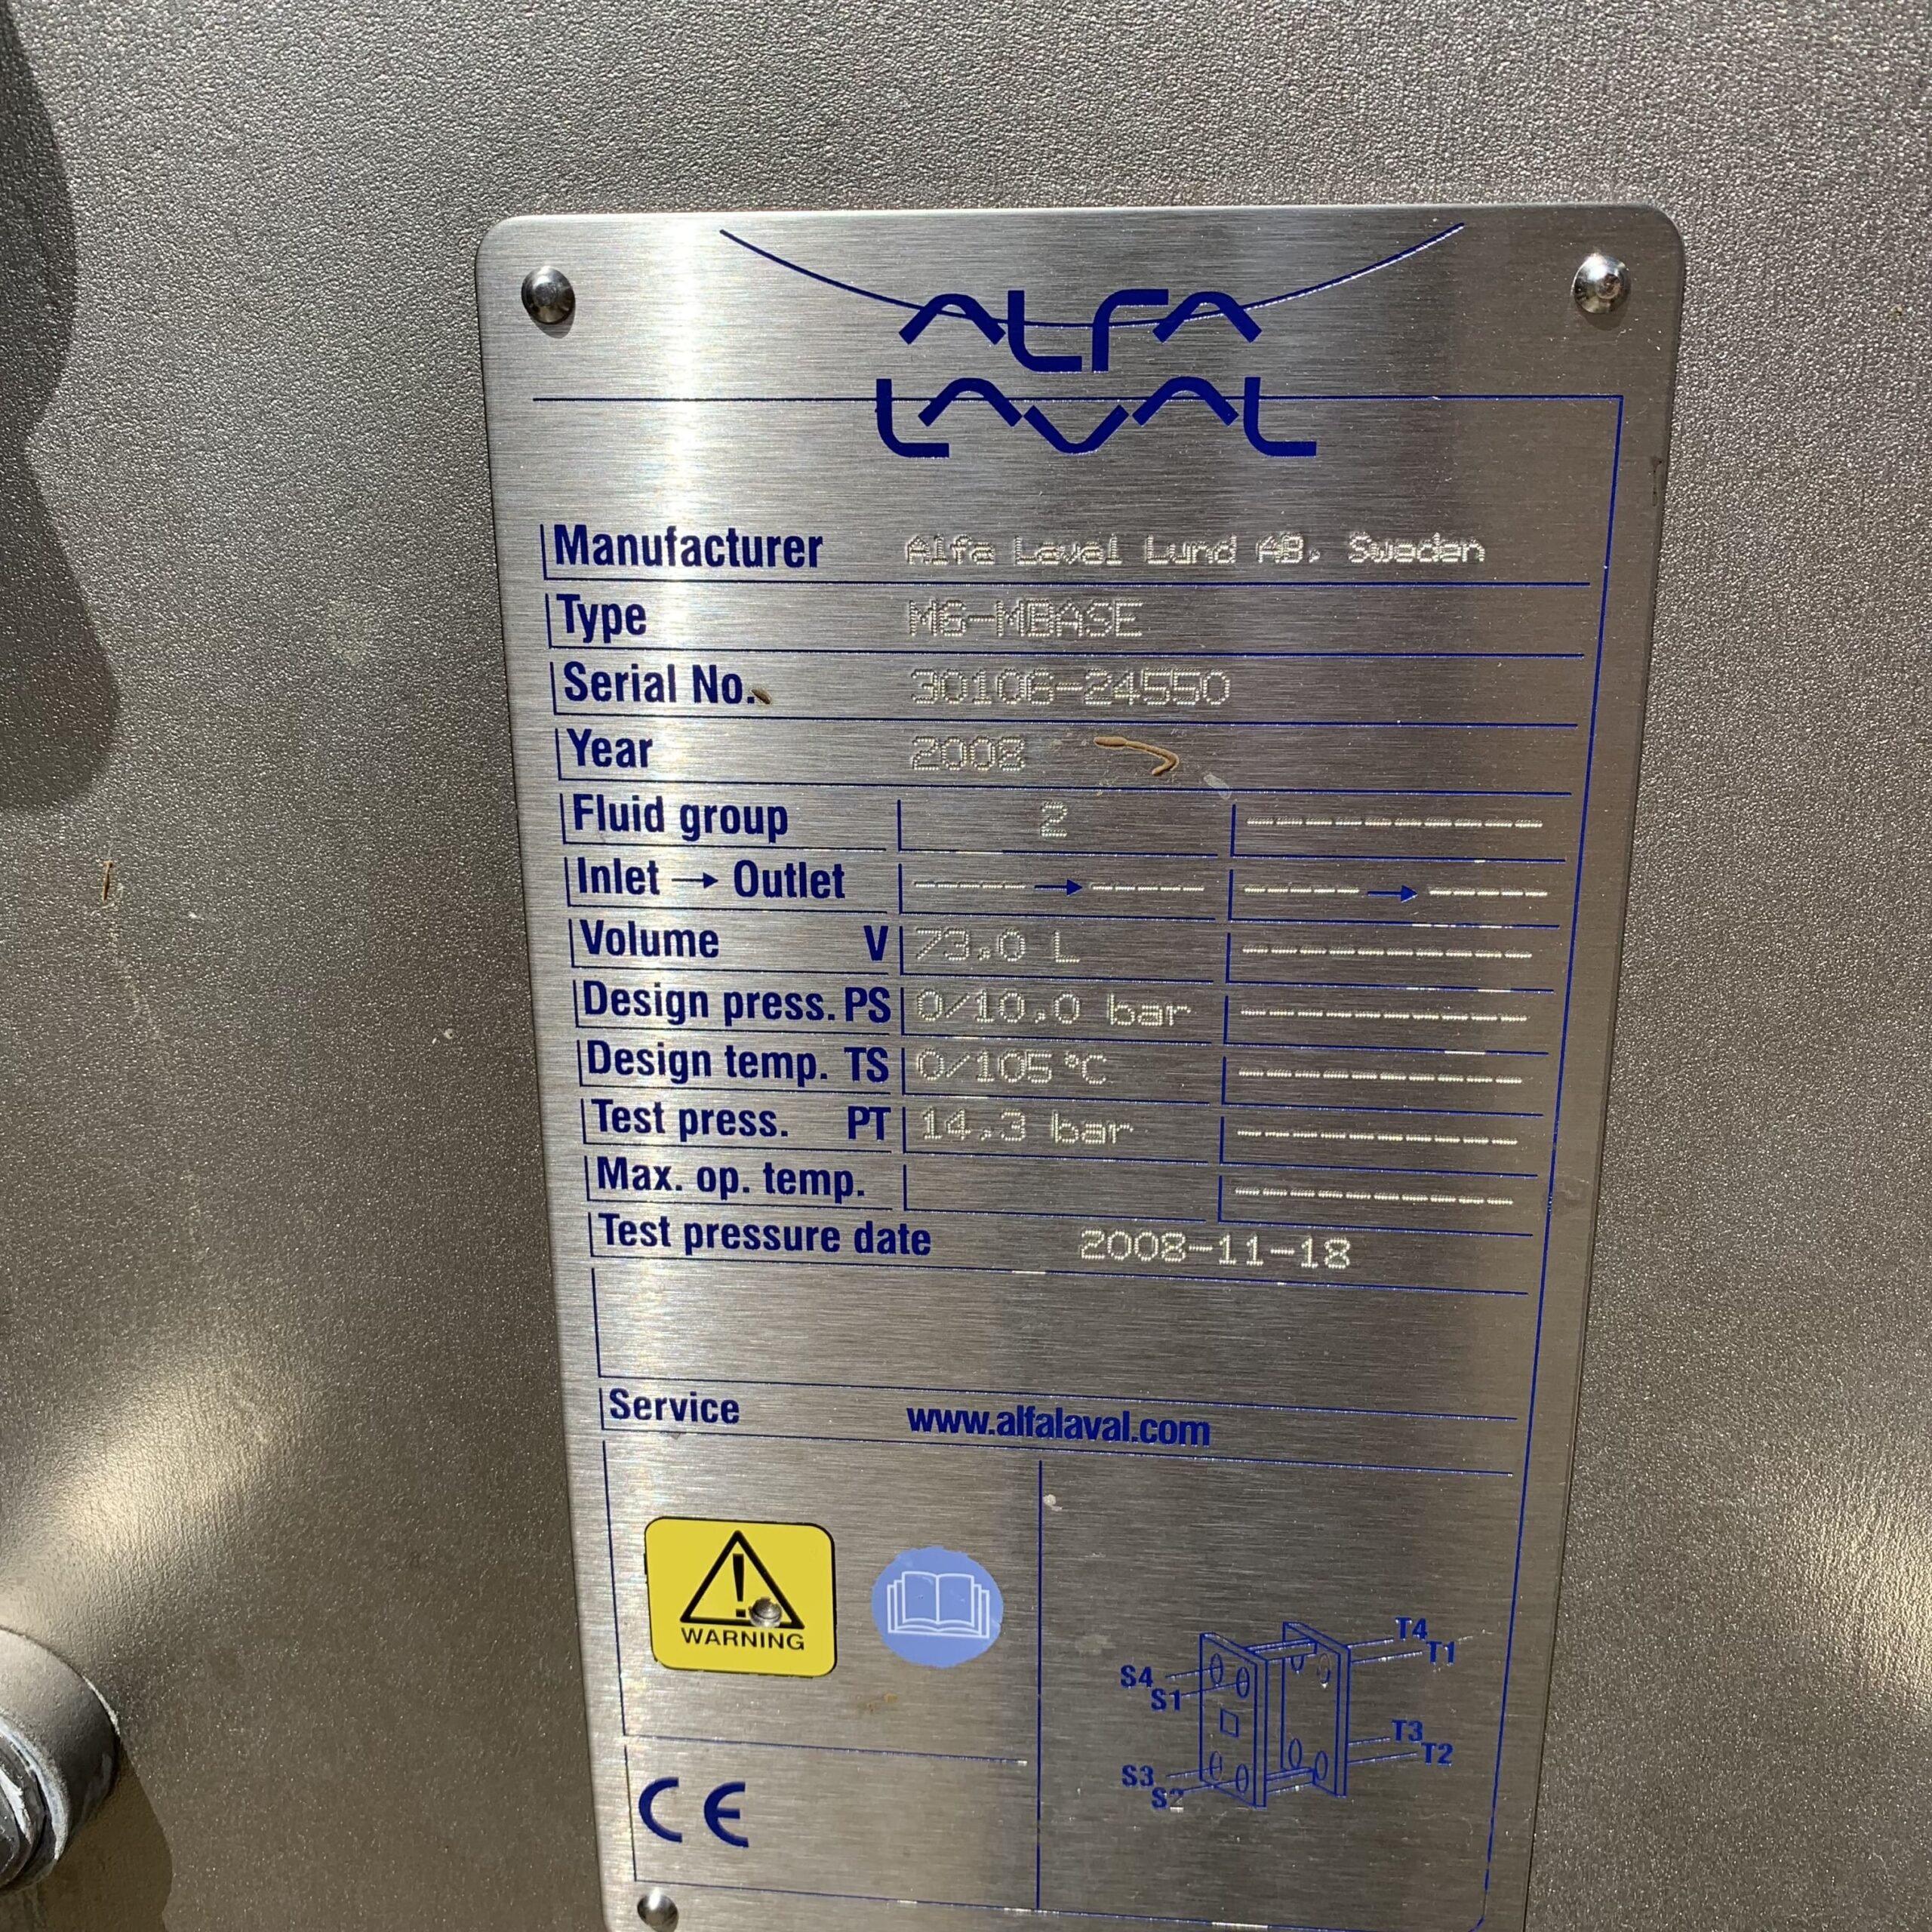 ALFA
LAVAL
Manufacturer Alfa Laval Lund AB, Sweden
Type M6-MBASE
Serial No. 30108-24550
Year 2008
Fluid group 2 -----------
Inlet → Outlet ----- → ----- ----- → -----
Volume V 73,0 L -----------
Design press. PS 0/10,0 bar -----------
Design temp. TS 0/105°C -----------
Test press. PT 14,3 bar -----------
Max. op. temp. -----------
Test pressure date 2008-11-18
Service www.alfalaval.com
WARNING
T4
T1
S4
S1
T3
T2
S3
S2
CE